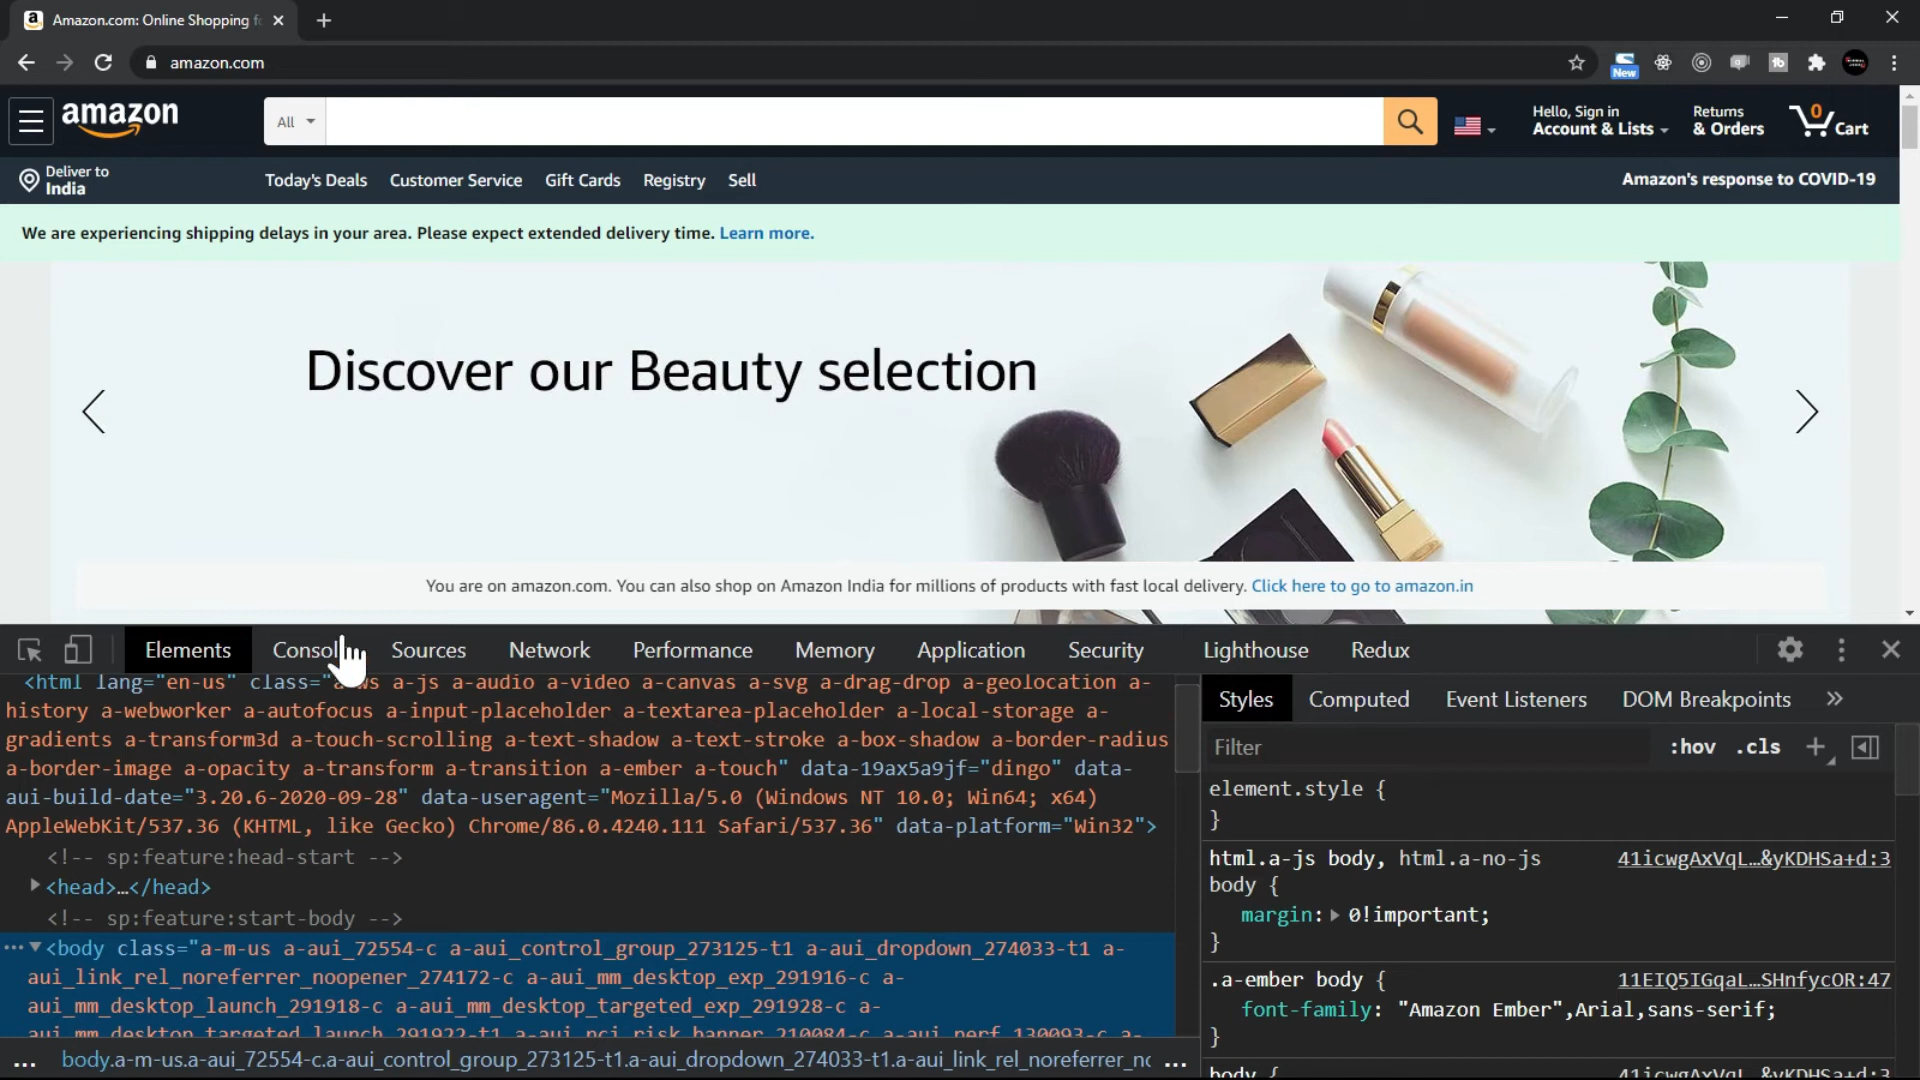 Amazon.com: Online Shopping f
amazon.com
New
amazon
All
Hello, Sign in
Account & Lists
Returns
& Orders
0
Cart
Deliver to
India
Today's Deals
Customer Service
Gift Cards
Registry
Sell
Amazon's response to COVID-19
We are experiencing shipping delays in your area. Please expect extended delivery time. Learn more.
Discover our Beauty selection
You are on amazon.com. You can also shop on Amazon India for millions of products with fast local delivery. Click here to go to amazon.in
Elements
Consol
Sources
Network
Performance
Memory
Application
Security
Lighthouse
Redux
<html lang="en-us" class="a-ws a-js a-audio a-video a-canvas a-svg a-drag-drop a-geolocation a-
history a-webworker a-autofocus a-input-placeholder a-textarea-placeholder a-local-storage a-
gradients a-transform3d a-touch-scrolling a-text-shadow a-text-stroke a-box-shadow a-border-radius
a-border-image a-opacity a-transform a-transition a-ember a-touch" data-19ax5a9jf="dingo" data-
aui-build-date="3.20.6-2020-09-28" data-useragent="Mozilla/5.0 (Windows NT 10.0; Win64; x64)
AppleWebKit/537.36 (KHTML, like Gecko) Chrome/86.0.4240.111 Safari/537.36" data-platform="Win32">
<!-- sp:feature:head-start -->
<head>…</head>
<!-- sp:feature:start-body -->
<body class="a-m-us a-aui_72554-c a-aui_control_group_273125-t1 a-aui_dropdown_274033-t1 a-
aui_link_rel_noreferrer_noopener_274172-c a-aui_mm_desktop_exp_291916-c a-
aui_mm_desktop_launch_291918-c a-aui_mm_desktop_targeted_exp_291928-c a-
aui_mm_desktop_targeted_launch_291922-t1 a-aui_pci_risk_banner_210084-c a-aui_perf_130093-c a-
... body.a-m-us.a-aui_72554-c.a-aui_control_group_273125-t1.a-aui_dropdown_274033-t1.a-aui_link_rel_noreferrer_no ...
Styles
Computed
Event Listeners
DOM Breakpoints
Filter
:hov .cls
element.style {
}
html.a-js body, html.a-no-js 41icwgAxVqL…&yKDHSa+d:3
body {
margin: 0!important;
}
.a-ember body { 11EIQ5IGqaL…SHnfycOR:47
font-family: "Amazon Ember",Arial,sans-serif;
}
body { 41icwgAxVqL…&yKDHSa+d:3